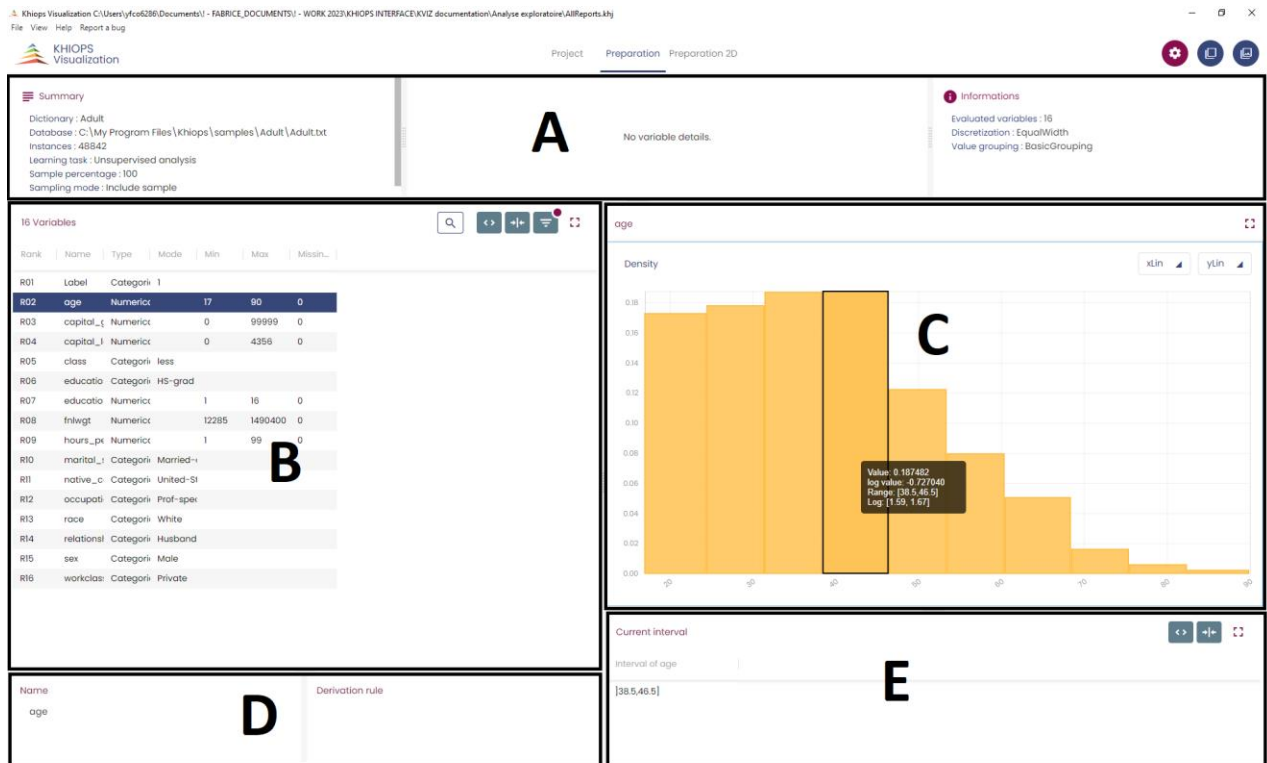 Khiops Visualization C:\Users\yfco6286\Documents\! - FABRICE_DOCUMENTS\! - WORK 2023\KHIOPS INTERFACE\KVIZ documentation\Analyse exploratoire\AllReports.khj
File View Help Report a bug
KHIOPS
Visualization
Project Preparation Preparation 2D
Summary
Dictionary : Adult
Database : C:\My Program Files\Khiops\samples\Adult\Adult.txt
Instances : 48842
Learning task : Unsupervised analysis
Sample percentage : 100
Sampling mode : Include sample
A
No variable details.
Informations
Evaluated variables : 16
Discretization : EqualWidth
Value grouping : BasicGrouping
16 Variables
Rank Name Type Mode Min Max Missin...
R01 Label Categori 1
R02 age Numeric 17 90 0
R03 capital_g Numeric 0 99999 0
R04 capital_l Numeric 0 4356 0
R05 class Categori less
R06 educatio Categori HS-grad
R07 educatio Numeric 1 16 0
R08 fnlwgt Numeric 12285 1490400 0
R09 hours_pe Numeric 1 99 0
R10 marital_s Categori Married-
R11 native_c Categori United-St
R12 occupati Categori Prof-spec
R13 race Categori White
R14 relationsl Categori Husband
R15 sex Categori Male
R16 workclas Categori Private
B
age
Density
xLin yLin
0.18
0.16
0.14
0.12
0.10
0.08
0.06
0.04
0.02
0.00
20 30 40 50 60 70 80 90
C
Value: 0.187482
log value: -0.727040
Range: [38.5,46.5]
Log: [1.59, 1.67]
Name
age
D
Derivation rule
Current interval
Interval of age
]38.5,46.5]
E